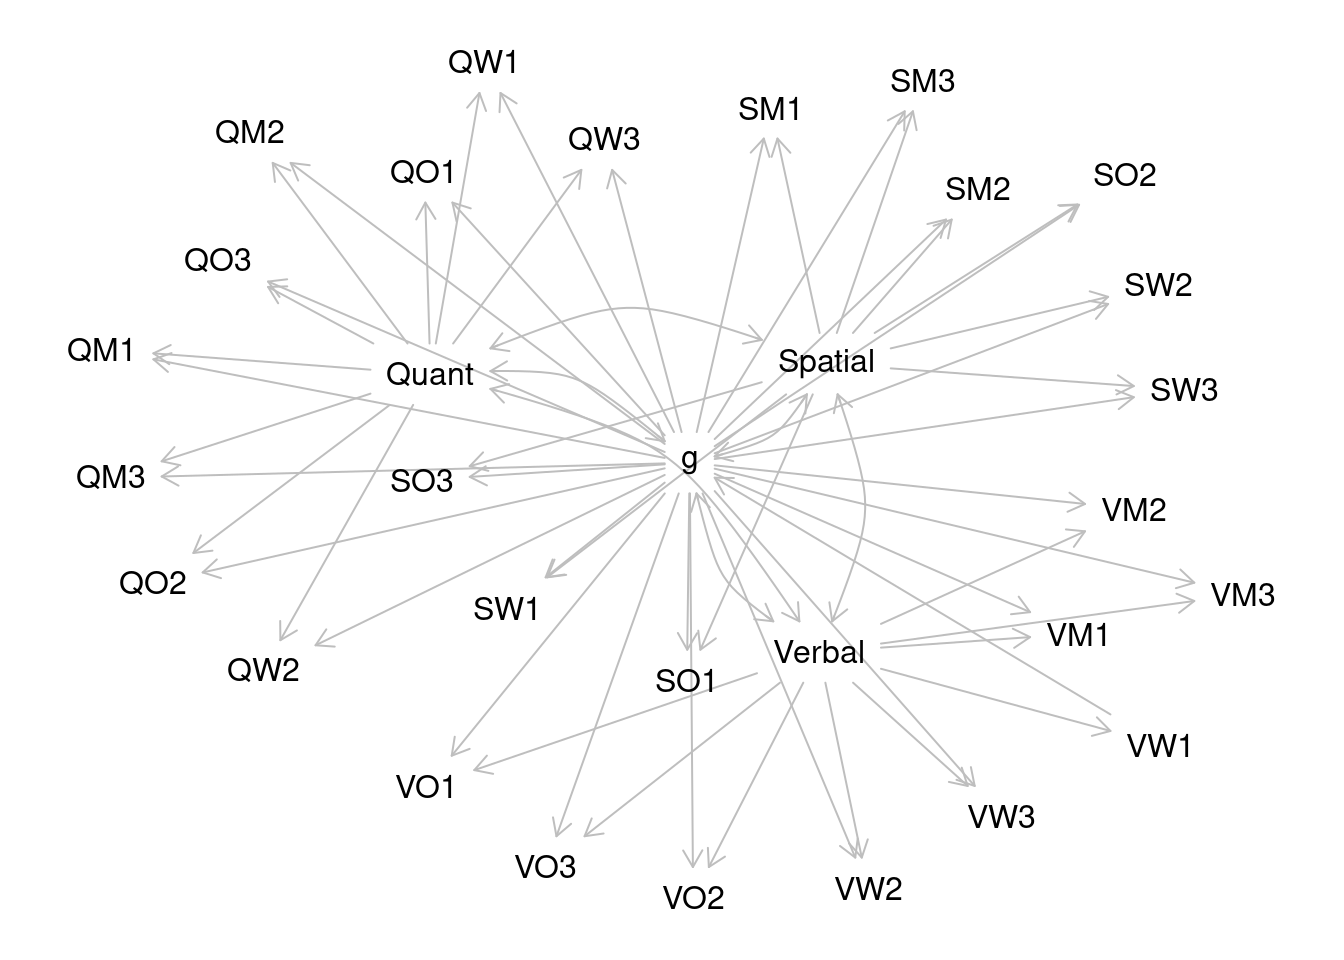 QW1
SM3
SM1
QM2
QW3
QO1
SO2
SM2
QO3
SW2
QM1
Spatial
Quant
SW3
g
QM3
SO3
VM2
QO2
VM3
SW1
VM1
Verbal
QW2
SO1
VW1
VO1
VW3
VO3
VW2
VO2